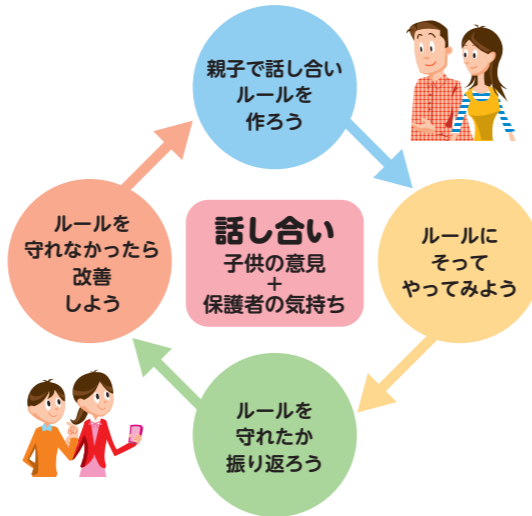 親子で話し合い
ルールを
作ろう
ルールに
そって
やってみよう
ルールを
守れたか
振り返ろう
ルールを
守れなかったら
改善
しよう
話し合い
子供の意見
+
保護者の気持ち